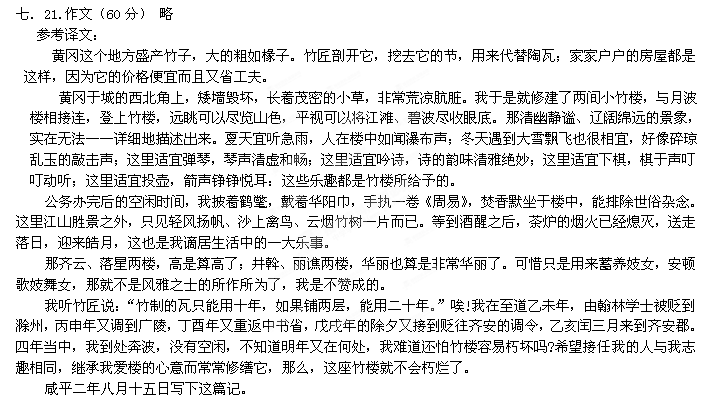 七．21.作文（60 分） 略
参考译文：
黄冈这个地方盛产竹子，大的粗如椽子。竹匠剖开它，挖去它的节，用来代替陶瓦；家家户户的房屋都是
这样，因为它的价格便宜而且又省工夫。
黄冈于城的西北角上，矮墙毁坏，长着茂密的小草，非常荒凉肮脏。我于是就修建了两间小竹楼，与月波
楼相接连，登上竹楼，远眺可以尽览山色，平视可以将江滩、碧波尽收眼底。那清幽静谧、辽阔绵远的景象，
实在无法一一详细地描述出来。夏天宜听急雨，人在楼中如闻瀑布声；冬天遇到大雪飘飞也很相宜，好像碎琼
乱玉的敲击声；这里适宜弹琴，琴声清虚和畅；这里适宜吟诗，诗的韵味清雅绝妙；这里适宜下棋，棋子声叮
叮动听；这里适宜投壶，箭声铮铮悦耳：这些乐趣都是竹楼所给予的。
公务办完后的空闲时间，我披着鹤氅，戴着华阳巾，手执一卷《周易》，焚香默坐于楼中，能排除世俗杂念。
这里江山胜景之外，只见轻风扬帆、沙上禽鸟、云烟竹树一片而已。等到酒醒之后，茶炉的烟火已经熄灭，送走
落日，迎来皓月，这也是我谪居生活中的一大乐事。
那齐云、落星两楼，高是算高了；井幹、丽谯两楼，华丽也算是非常华丽了。可惜只是用来蓄养妓女，安顿
歌妓舞女，那就不是风雅之士的所作所为了，我是不赞成的。
我听竹匠说：“竹制的瓦只能用十年，如果铺两层，能用二十年。”唉!我在至道乙未年，由翰林学士被贬到
滁州，丙申年又调到广陵，丁酉年又重返中书省，戊戌年的除夕又接到贬往齐安的调令，乙亥闰三月来到齐安郡。
四年当中，我到处奔波，没有空闲，不知道明年又在何处，我难道还怕竹楼容易朽坏吗?希望接任我的人与我志
趣相同，继承我爱楼的心意而常常修缮它，那么，这座竹楼就不会朽烂了。
咸平二年八月十五日写下这篇记。